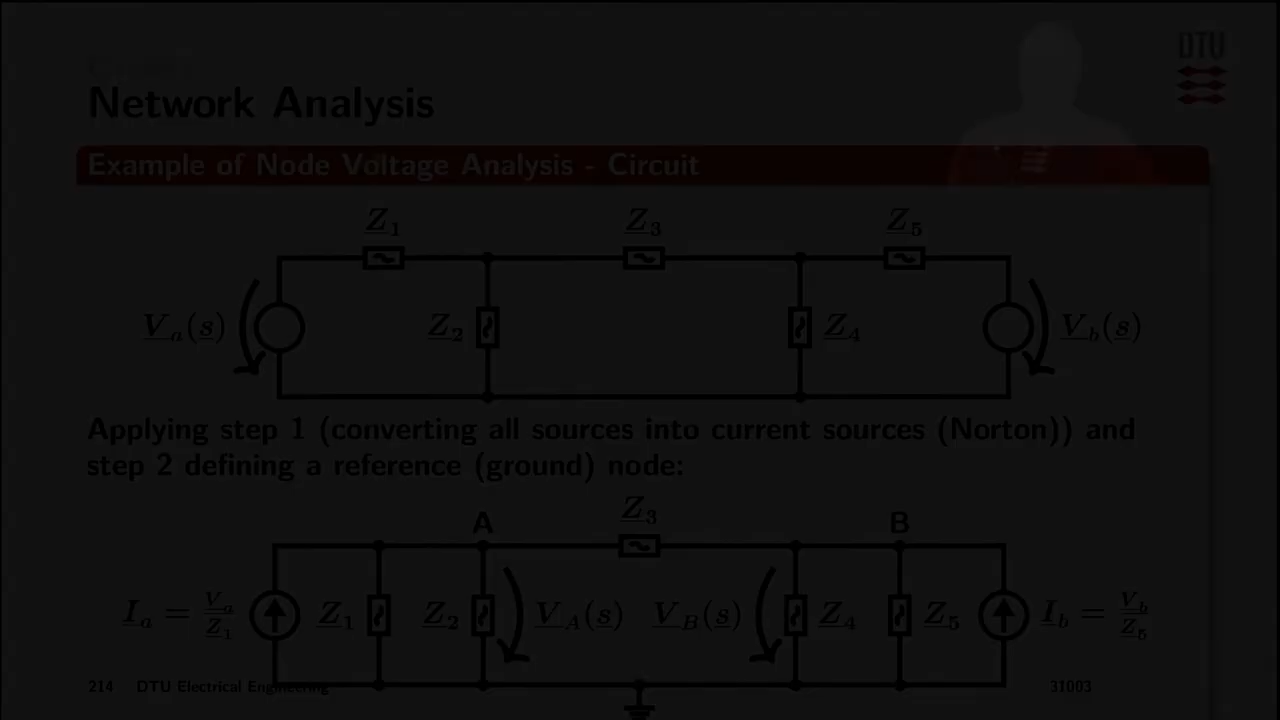 DTU
Network Analysis
Example of Node Voltage Analysis - Circuit
Z1 Z3 Z5
Va(s) Z2 Z4 Vb(s)
Applying step 1 (converting all sources into current sources (Norton)) and
step 2 defining a reference (ground) node:
Z3
A B
Ia = Va/Z1 Z1 Z2 VA(s) VB(s) Z4 Z5 Ib = Vb/Z5
214 DTU Electrical Engineering 31003